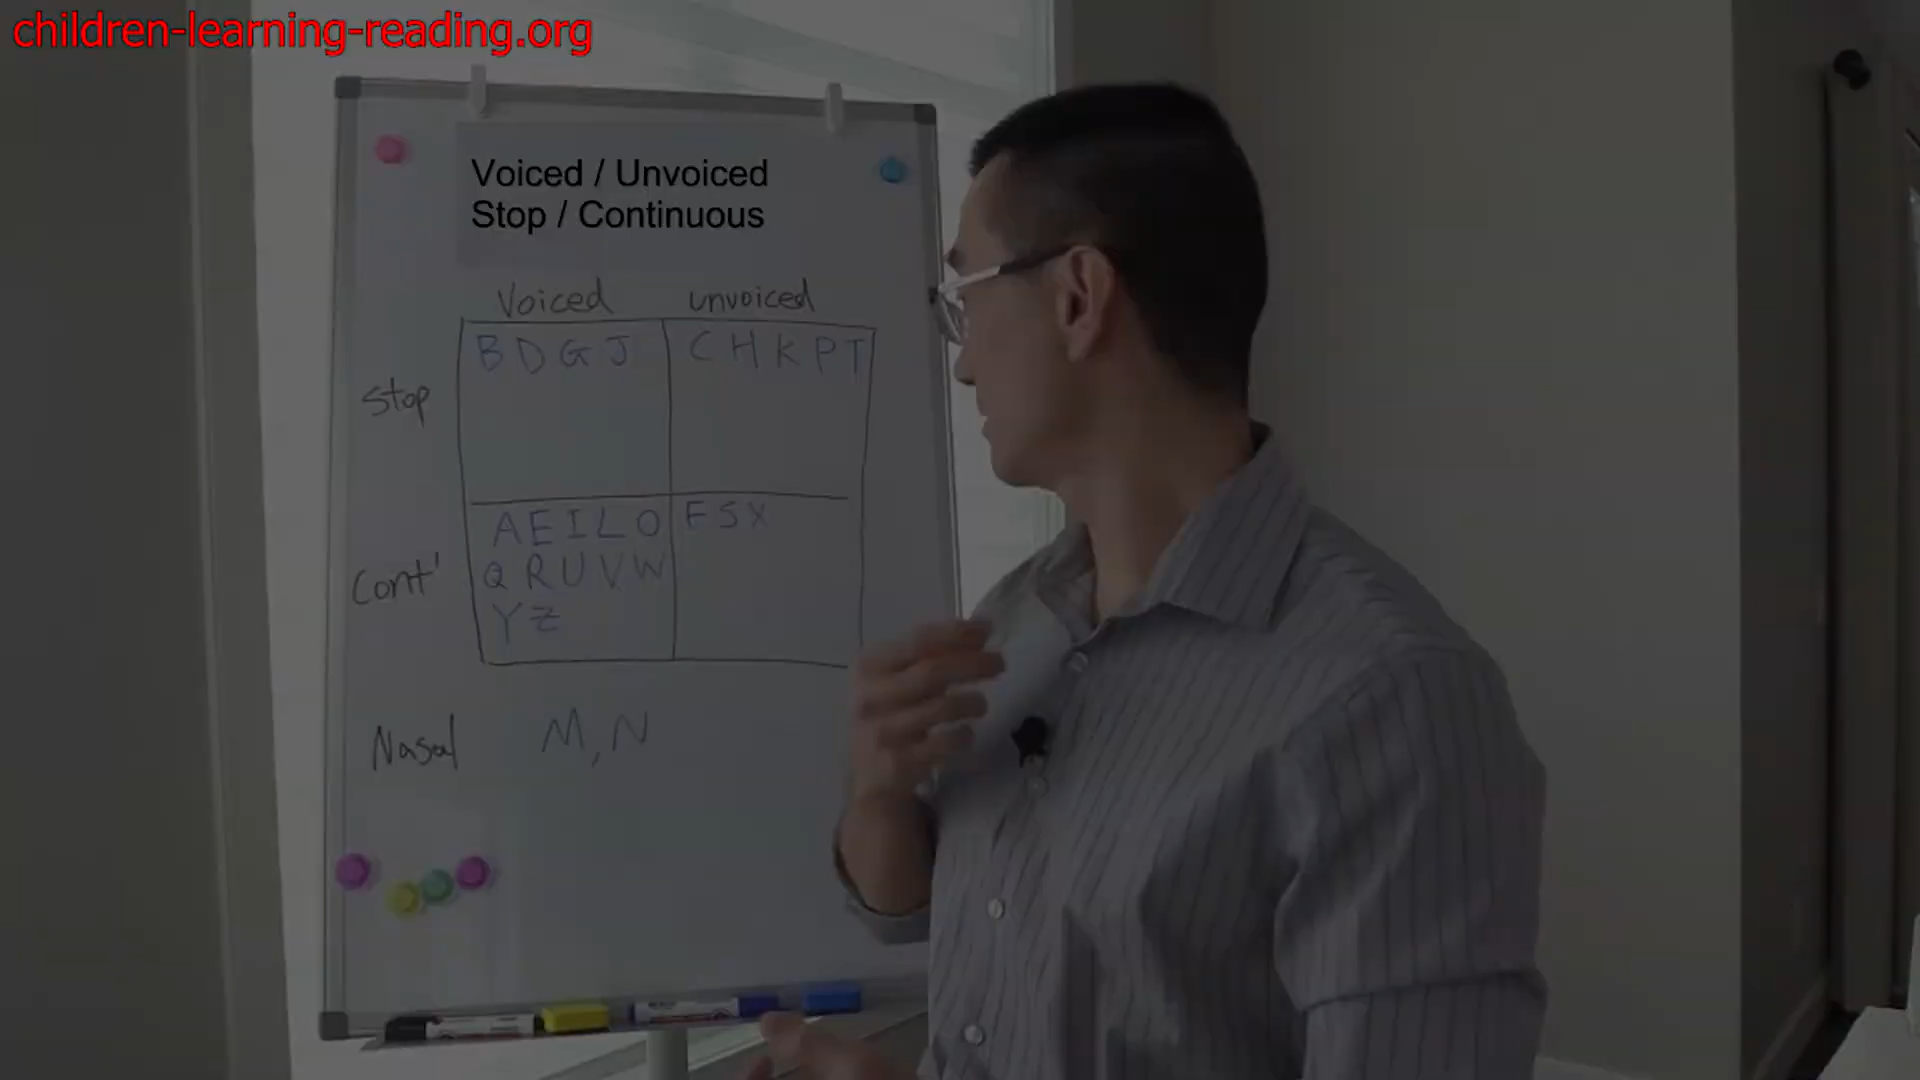 children-learning-reading.org
Voiced / Unvoiced
Stop / Continuous
Voiced unvoiced
Stop B D G J C H K P T
Cont' A E I L O F S X
Q R U V W
Y Z
Nasal M, N